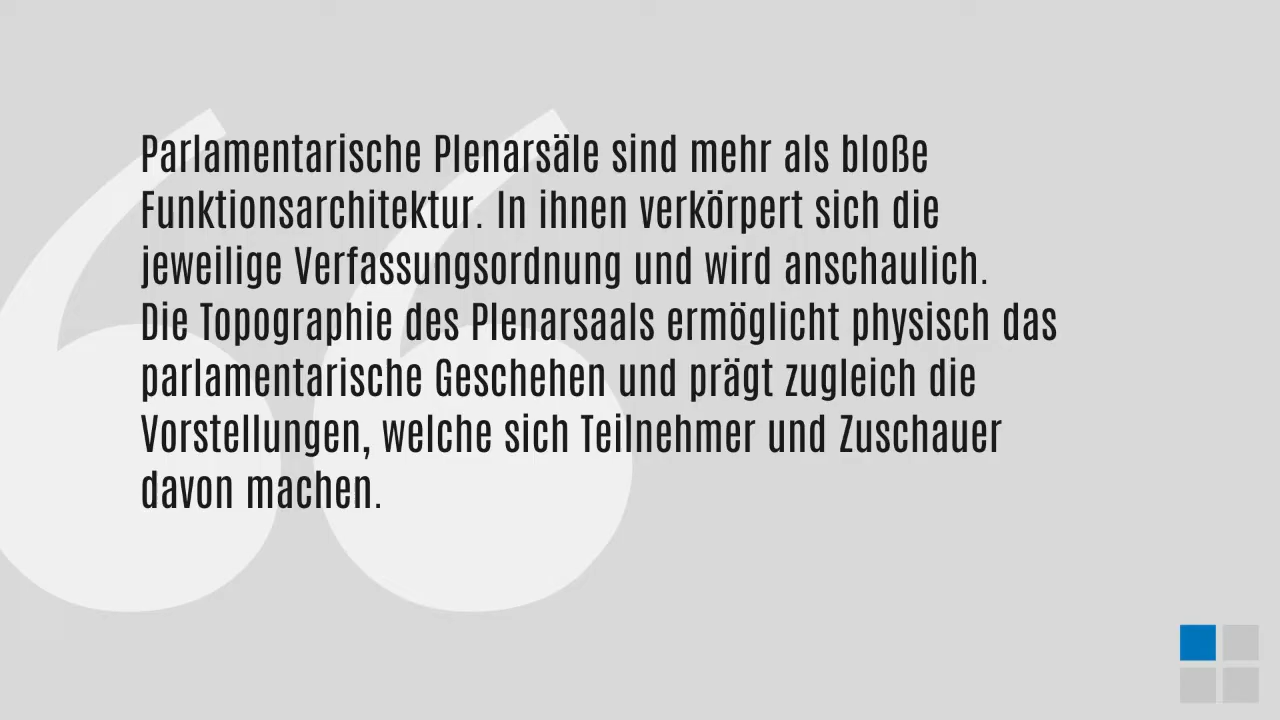 Parlamentarische Plenarsäle sind mehr als bloße
Funktionsarchitektur. In ihnen verkörpert sich die
jeweilige Verfassungsordnung und wird anschaulich.
Die Topographie des Plenarsaals ermöglicht physisch das
parlamentarische Geschehen und prägt zugleich die
Vorstellungen, welche sich Teilnehmer und Zuschauer
davon machen.